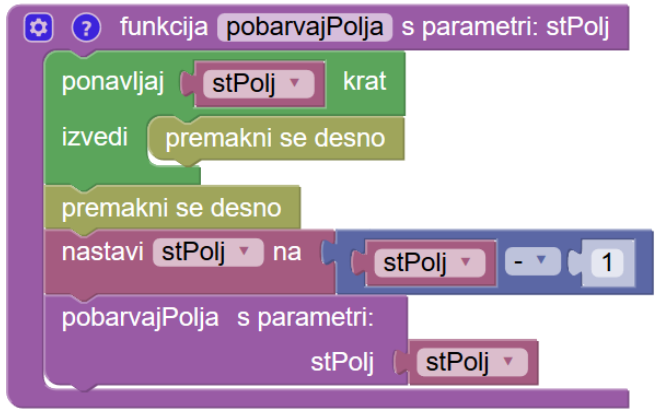 ? funkcija pobarvajPolja s parametri: stPolj
ponavljaj stPolj krat
izvedi premakni se desno
premakni se desno
nastavi stPolj na stPolj - 1
pobarvajPolja s parametri:
stPolj stPolj